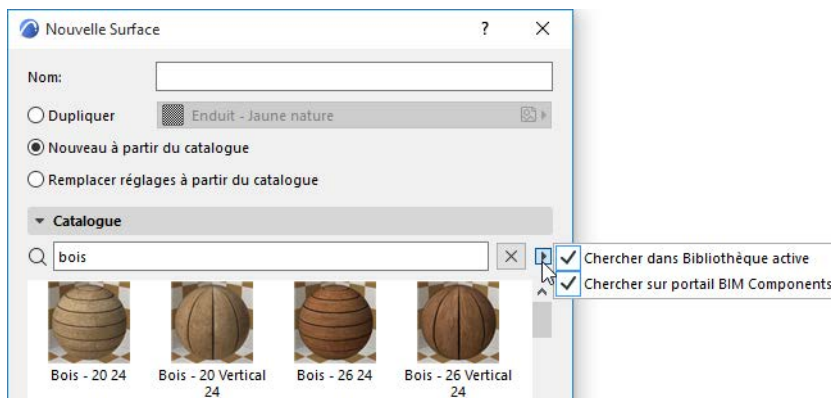 Nouvelle Surface ?
Nom:
Dupliquer Enduit - Jaune nature
Nouveau à partir du catalogue
Remplacer réglages à partir du catalogue
Catalogue
bois
Chercher dans Bibliothèque active
Chercher sur portail BIM Components
Bois - 20 24 Bois - 20 Vertical Bois - 26 24 Bois - 26 Vertical
24 24